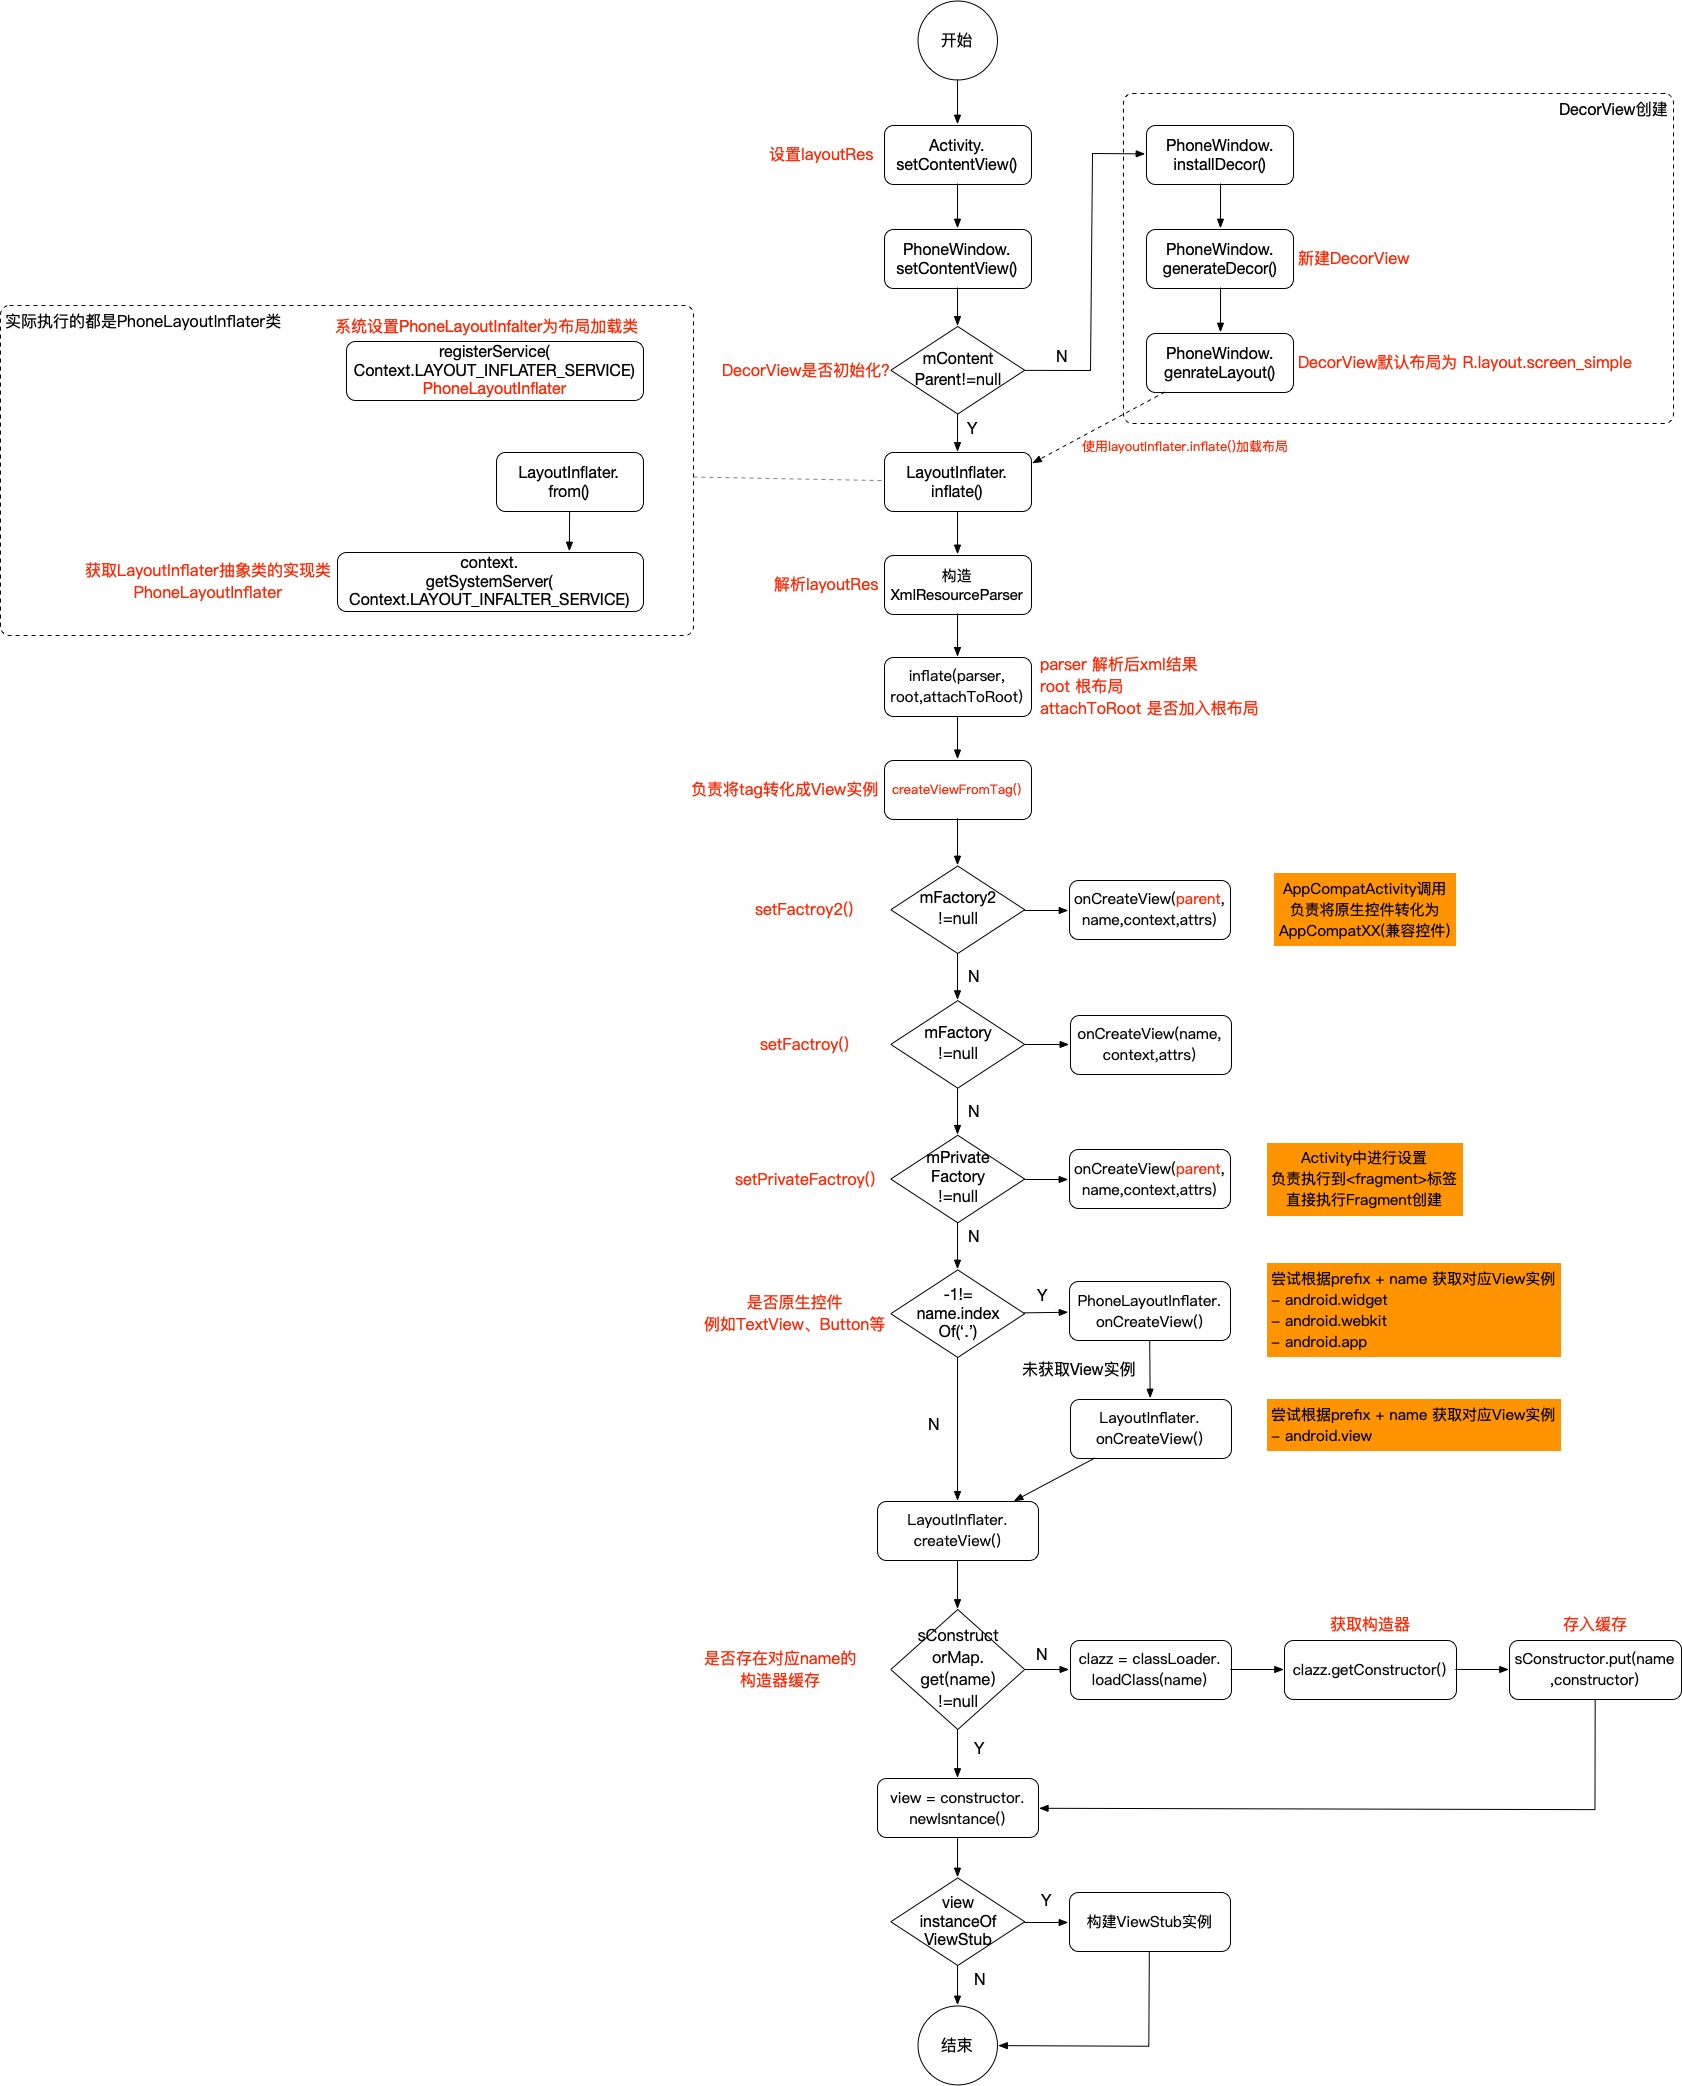 开始
DecorView创建
设置layoutRes
Activity.
setContentView()
PhoneWindow.
installDecor()
PhoneWindow.
setContentView()
PhoneWindow.
generateDecor()
新建DecorView
实际执行的都是PhoneLayoutInflater类
系统设置PhoneLayoutInfalter为布局加载类
registerService(
Context.LAYOUT_INFLATER_SERVICE)
PhoneLayoutInflater
DecorView是否初始化?
mContent
Parent!=null
N
Y
PhoneWindow.
genrateLayout()
DecorView默认布局为 R.layout.screen_simple
使用layoutInflater.inflate()加载布局
LayoutInflater.
from()
LayoutInflater.
inflate()
获取LayoutInflater抽象类的实现类
PhoneLayoutInflater
context.
getSystemServer(
Context.LAYOUT_INFALTER_SERVICE)
解析layoutRes
构造
XmlResourceParser
inflate(parser,
root,attachToRoot)
parser 解析后xml结果
root 根布局
attachToRoot 是否加入根布局
负责将tag转化成View实例
createViewFromTag()
setFactroy2()
mFactory2
!=null
onCreateView(parent,
name,context,attrs)
AppCompatActivity调用
负责将原生控件转化为
AppCompatXX(兼容控件)
N
setFactroy()
mFactory
!=null
onCreateView(name,
context,attrs)
N
setPrivateFactroy()
mPrivate
Factory
!=null
onCreateView(parent,
name,context,attrs)
Activity中进行设置
负责执行到<fragment>标签
直接执行Fragment创建
N
是否原生控件
例如TextView、Button等
-1!=
name.index
Of(‘.’)
Y
PhoneLayoutInflater.
onCreateView()
尝试根据prefix + name 获取对应View实例
- android.widget
- android.webkit
- android.app
未获取View实例
N
LayoutInflater.
onCreateView()
尝试根据prefix + name 获取对应View实例
- android.view
LayoutInflater.
createView()
是否存在对应name的
构造器缓存
sConstruct
orMap.
get(name)
!=null
N
clazz = classLoader.
loadClass(name)
获取构造器
clazz.getConstructor()
存入缓存
sConstructor.put(name
,constructor)
Y
view = constructor.
newIsntance()
view
instanceOf
ViewStub
Y
构建ViewStub实例
N
结束